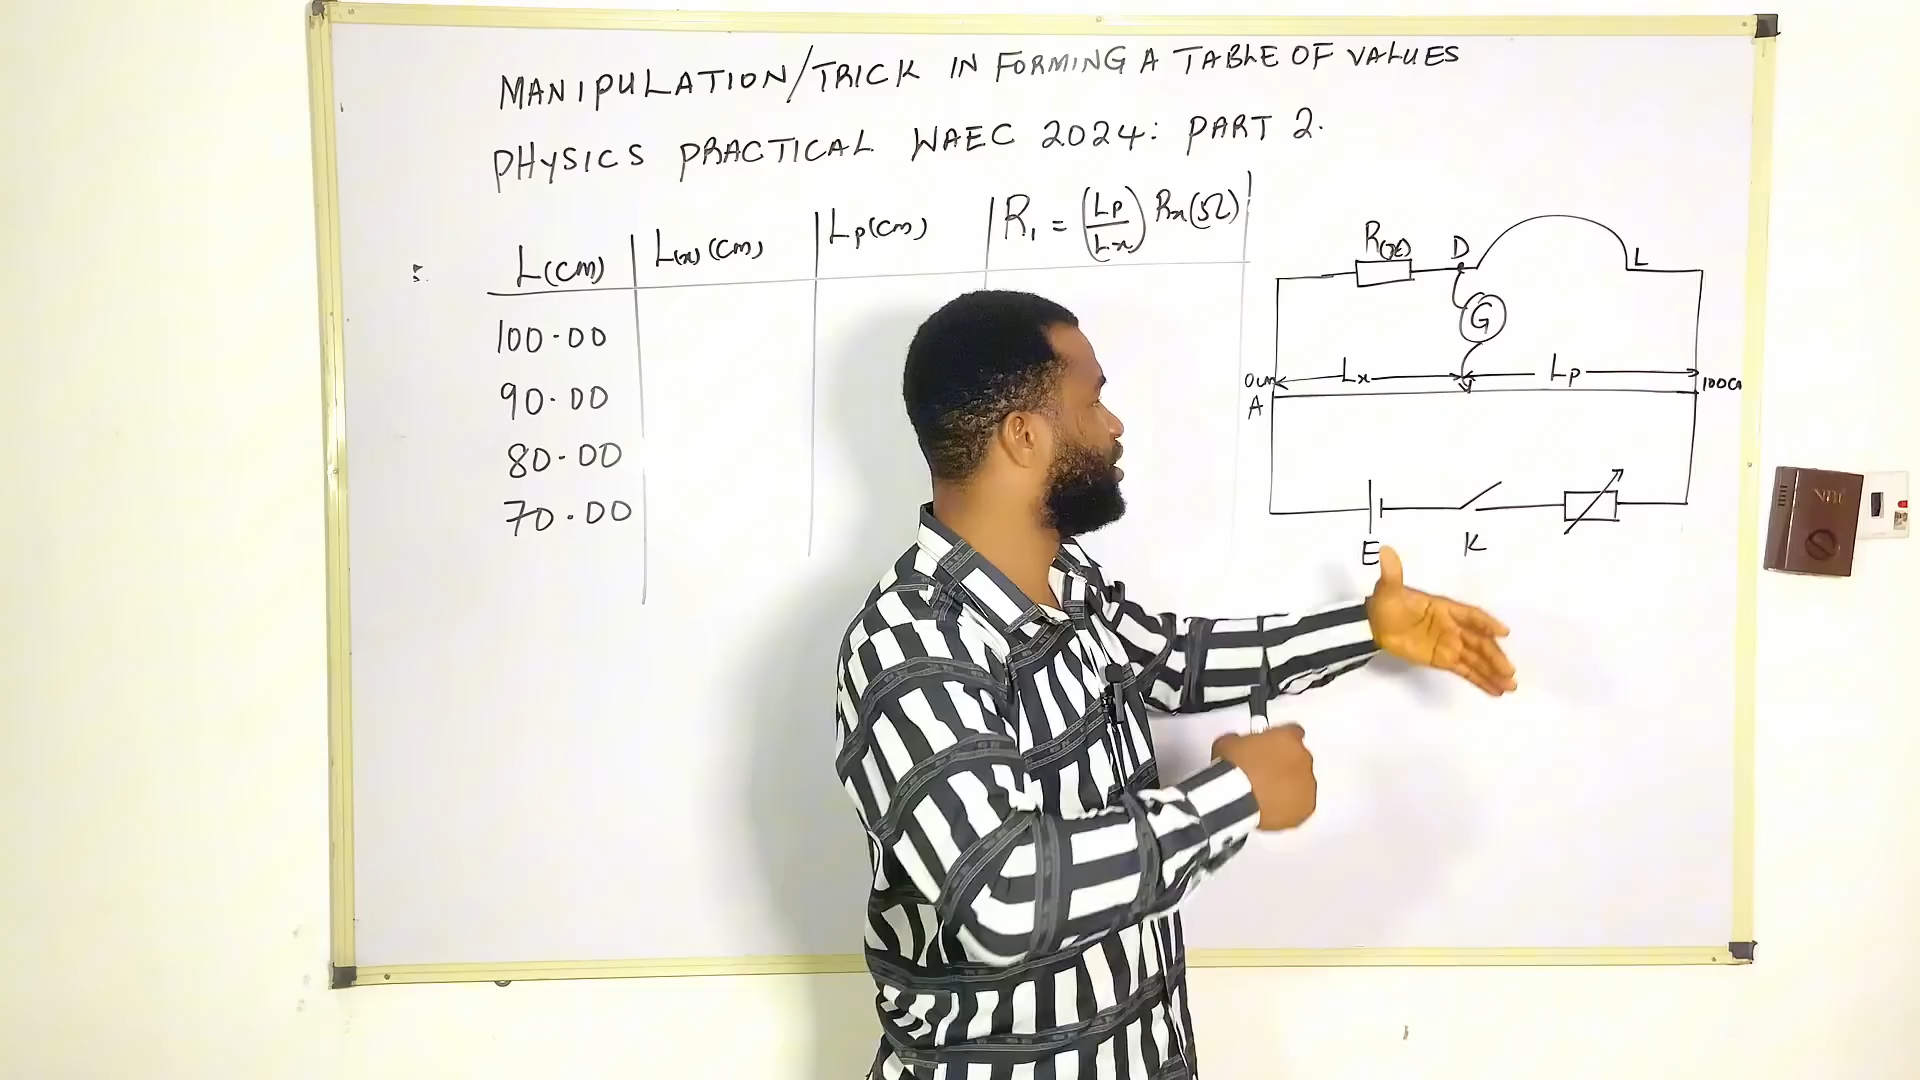 MANIPULATION/TRICK IN FORMING A TABLE OF VALUES
PHYSICS PRACTICAL WAEC 2024: PART 2.
L(cm) L(x)(cm) Lp(cm) R₁ = (Lp/Lx) Rx(Ω)
100.00
90.00
80.00
70.00
R(x) D L
G
0cm Lx Lp 100c
A
E K